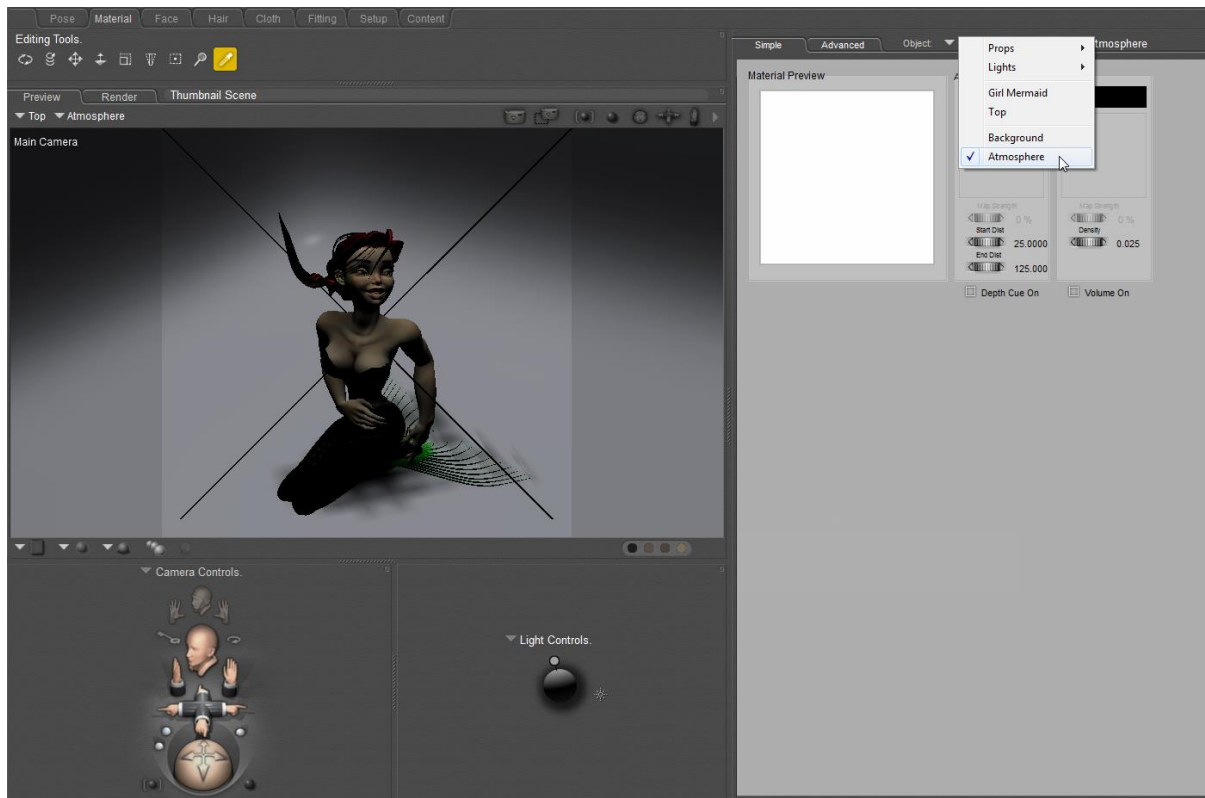 Pose Material Face Hair Cloth Fitting Setup Content
Editing Tools.
Preview Render Thumbnail Scene
Top Atmosphere
Main Camera
Camera Controls.
Light Controls.
Simple Advanced Object: tmosphere
Material Preview
Props
Lights
Girl Mermaid
Top
Background
Atmosphere
Map Strength Map Strength
0 % 0 %
Start Dist Density
25.0000 0.025
End Dist
125.000
Depth Cue On Volume On